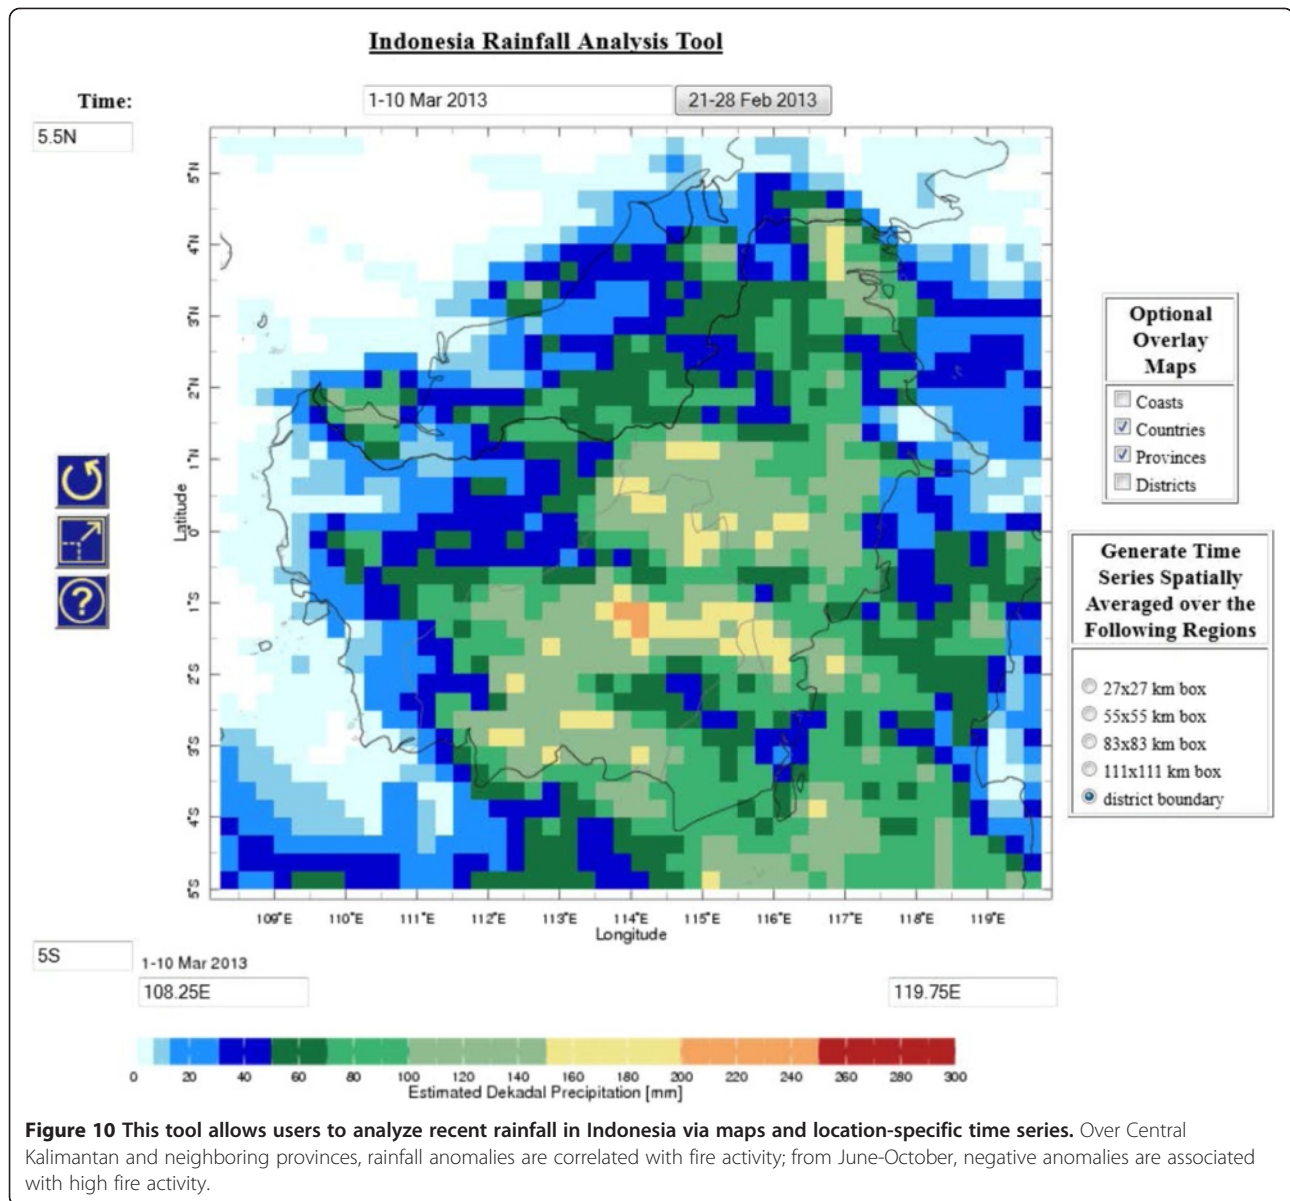 Indonesia Rainfall Analysis Tool
Time:
1-10 Mar 2013
21-28 Feb 2013
5.5N
5°N
4°N
3°N
2°N
1°N
0°
1°S
2°S
3°S
4°S
5°S
Latitude
109°E 110°E 111°E 112°E 113°E 114°E 115°E 116°E 117°E 118°E 119°E
Longitude
?
Optional
Overlay
Maps
Coasts
Countries
Provinces
Districts
Generate Time
Series Spatially
Averaged over the
Following Regions
27x27 km box
55x55 km box
83x83 km box
111x111 km box
district boundary
5S
1-10 Mar 2013
108.25E
119.75E
0 20 40 60 80 100 120 140 160 180 200 220 240 260 280 300
Estimated Dekadal Precipitation [mm]
Figure 10 This tool allows users to analyze recent rainfall in Indonesia via maps and location-specific time series. Over Central
Kalimantan and neighboring provinces, rainfall anomalies are correlated with fire activity; from June-October, negative anomalies are associated
with high fire activity.